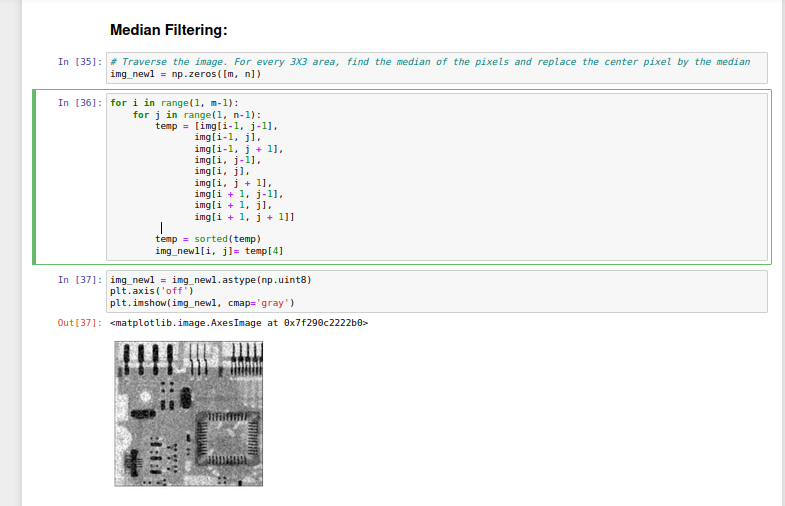 Median Filtering:
In [35]: # Traverse the image. For every 3X3 area, find the median of the pixels and replace the center pixel by the median
img_new1 = np.zeros([m, n])
In [36]: for i in range(1, m-1):
    for j in range(1, n-1):
        temp = [img[i-1, j-1],
               img[i-1, j],
               img[i-1, j + 1],
               img[i, j-1],
               img[i, j],
               img[i, j + 1],
               img[i + 1, j-1],
               img[i + 1, j],
               img[i + 1, j + 1]]
        temp = sorted(temp)
        img_new1[i, j]= temp[4]
In [37]: img_new1 = img_new1.astype(np.uint8)
plt.axis('off')
plt.imshow(img_new1, cmap='gray')
Out[37]: <matplotlib.image.AxesImage at 0x7f290c2222b0>